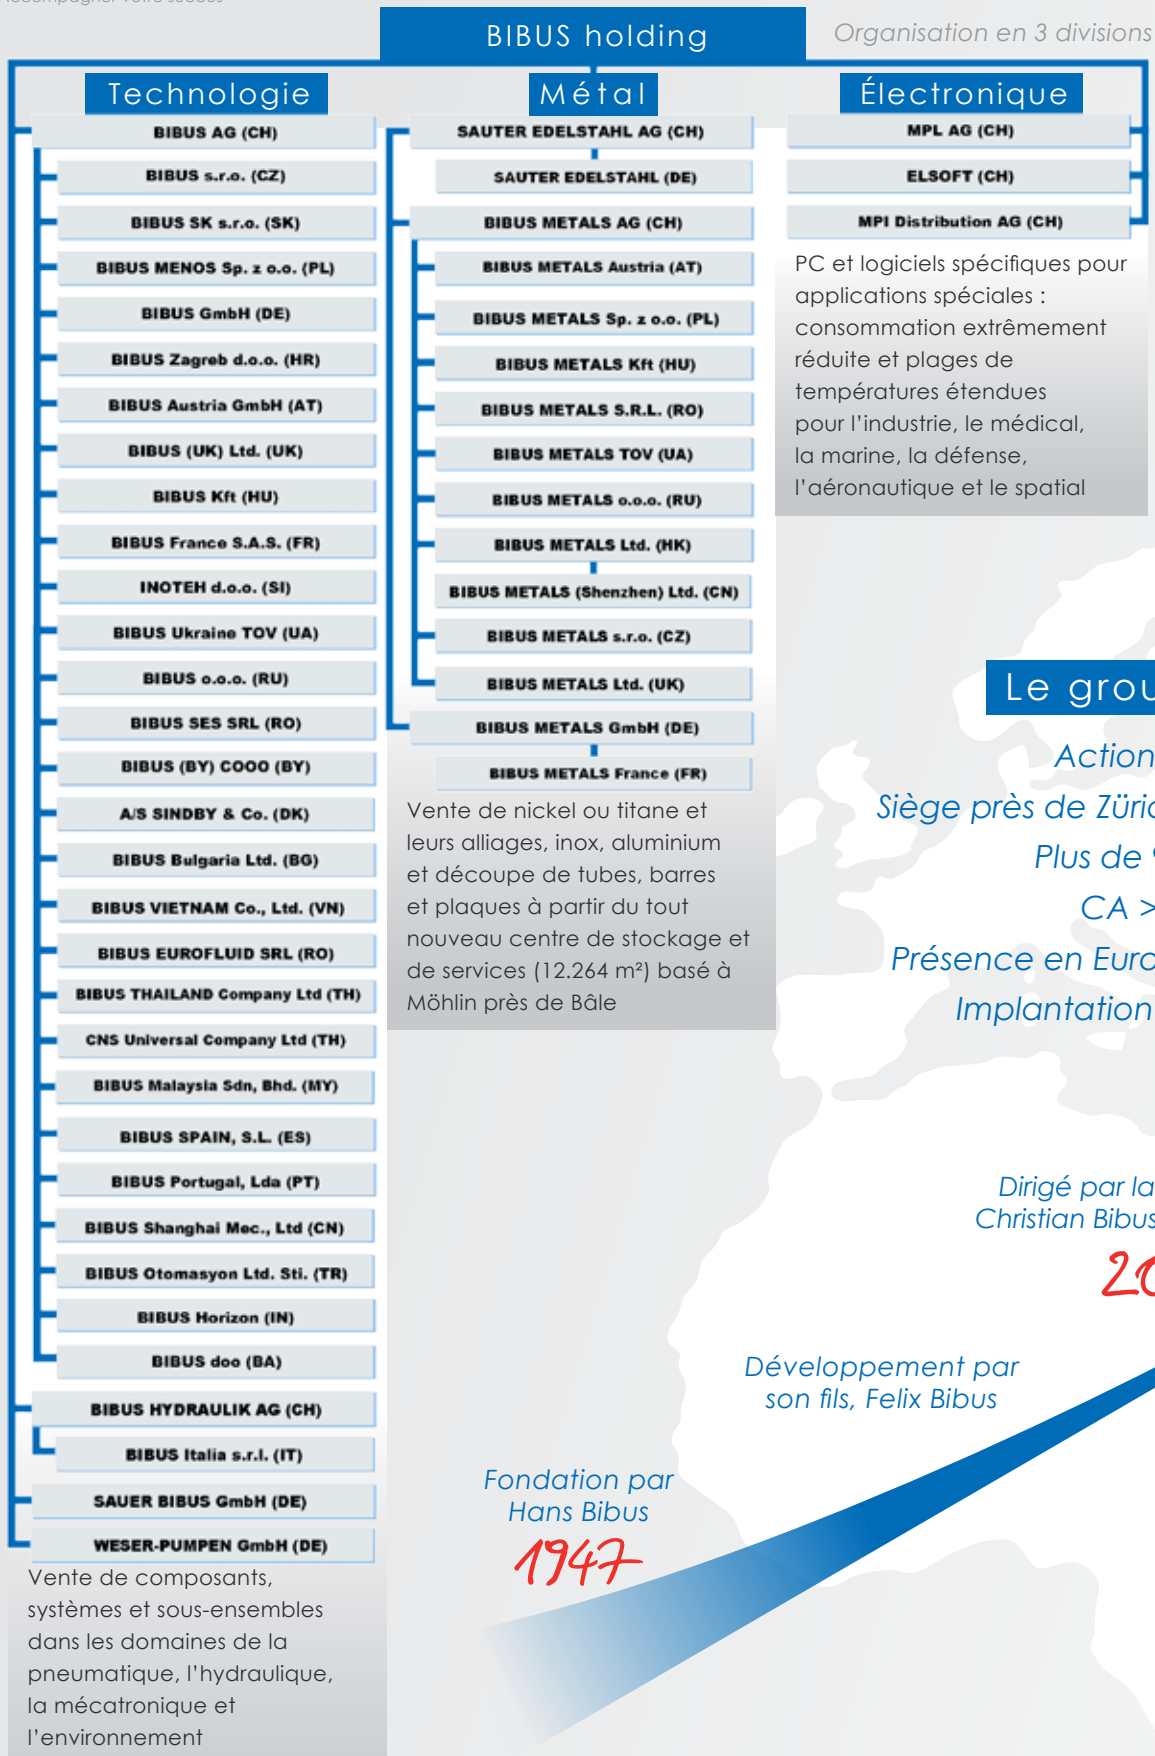 Accompagner votre succès
BIBUS holding
Organisation en 3 divisions
Technologie
BIBUS AG (CH)
BIBUS s.r.o. (CZ)
BIBUS SK s.r.o. (SK)
BIBUS MENOS Sp. z o.o. (PL)
BIBUS GmbH (DE)
BIBUS Zagreb d.o.o. (HR)
BIBUS Austria GmbH (AT)
BIBUS (UK) Ltd. (UK)
BIBUS Kft (HU)
BIBUS France S.A.S. (FR)
INOTEH d.o.o. (SI)
BIBUS Ukraine TOV (UA)
BIBUS o.o.o. (RU)
BIBUS SES SRL (RO)
BIBUS (BY) COOO (BY)
A/S SINDBY & Co. (DK)
BIBUS Bulgaria Ltd. (BG)
BIBUS VIETNAM Co., Ltd. (VN)
BIBUS EUROFLUID SRL (RO)
BIBUS THAILAND Company Ltd (TH)
CNS Universal Company Ltd (TH)
BIBUS Malaysia Sdn, Bhd. (MY)
BIBUS SPAIN, S.L. (ES)
BIBUS Portugal, Lda (PT)
BIBUS Shanghai Mec., Ltd (CN)
BIBUS Otomasyon Ltd. Sti. (TR)
BIBUS Horizon (IN)
BIBUS doo (BA)
BIBUS HYDRAULIK AG (CH)
BIBUS Italia s.r.l. (IT)
SAUER BIBUS GmbH (DE)
WESER-PUMPEN GmbH (DE)
Vente de composants,
systèmes et sous-ensembles
dans les domaines de la
pneumatique, l'hydraulique,
la mécatronique et
l'environnement
Métal
SAUTER EDELSTAHL AG (CH)
SAUTER EDELSTAHL (DE)
BIBUS METALS AG (CH)
BIBUS METALS Austria (AT)
BIBUS METALS Sp. z o.o. (PL)
BIBUS METALS Kft (HU)
BIBUS METALS S.R.L. (RO)
BIBUS METALS TOV (UA)
BIBUS METALS o.o.o. (RU)
BIBUS METALS Ltd. (HK)
BIBUS METALS (Shenzhen) Ltd. (CN)
BIBUS METALS s.r.o. (CZ)
BIBUS METALS Ltd. (UK)
BIBUS METALS GmbH (DE)
BIBUS METALS France (FR)
Vente de nickel ou titane et
leurs alliages, inox, aluminium
et découpe de tubes, barres
et plaques à partir du tout
nouveau centre de stockage et
de services (12.264 m²) basé à
Möhlin près de Bâle
Électronique
MPL AG (CH)
ELSOFT (CH)
MPI Distribution AG (CH)
PC et logiciels spécifiques pour
applications spéciales :
consommation extrêmement
réduite et plages de
températures étendues
pour l'industrie, le médical,
la marine, la défense,
l'aéronautique et le spatial
Le grou
Action
Siège près de Züric
Plus de
CA >
Présence en Euro
Implantation
Dirigé par la
Christian Bibus
20
Développement par
son fils, Felix Bibus
Fondation par
Hans Bibus
1947